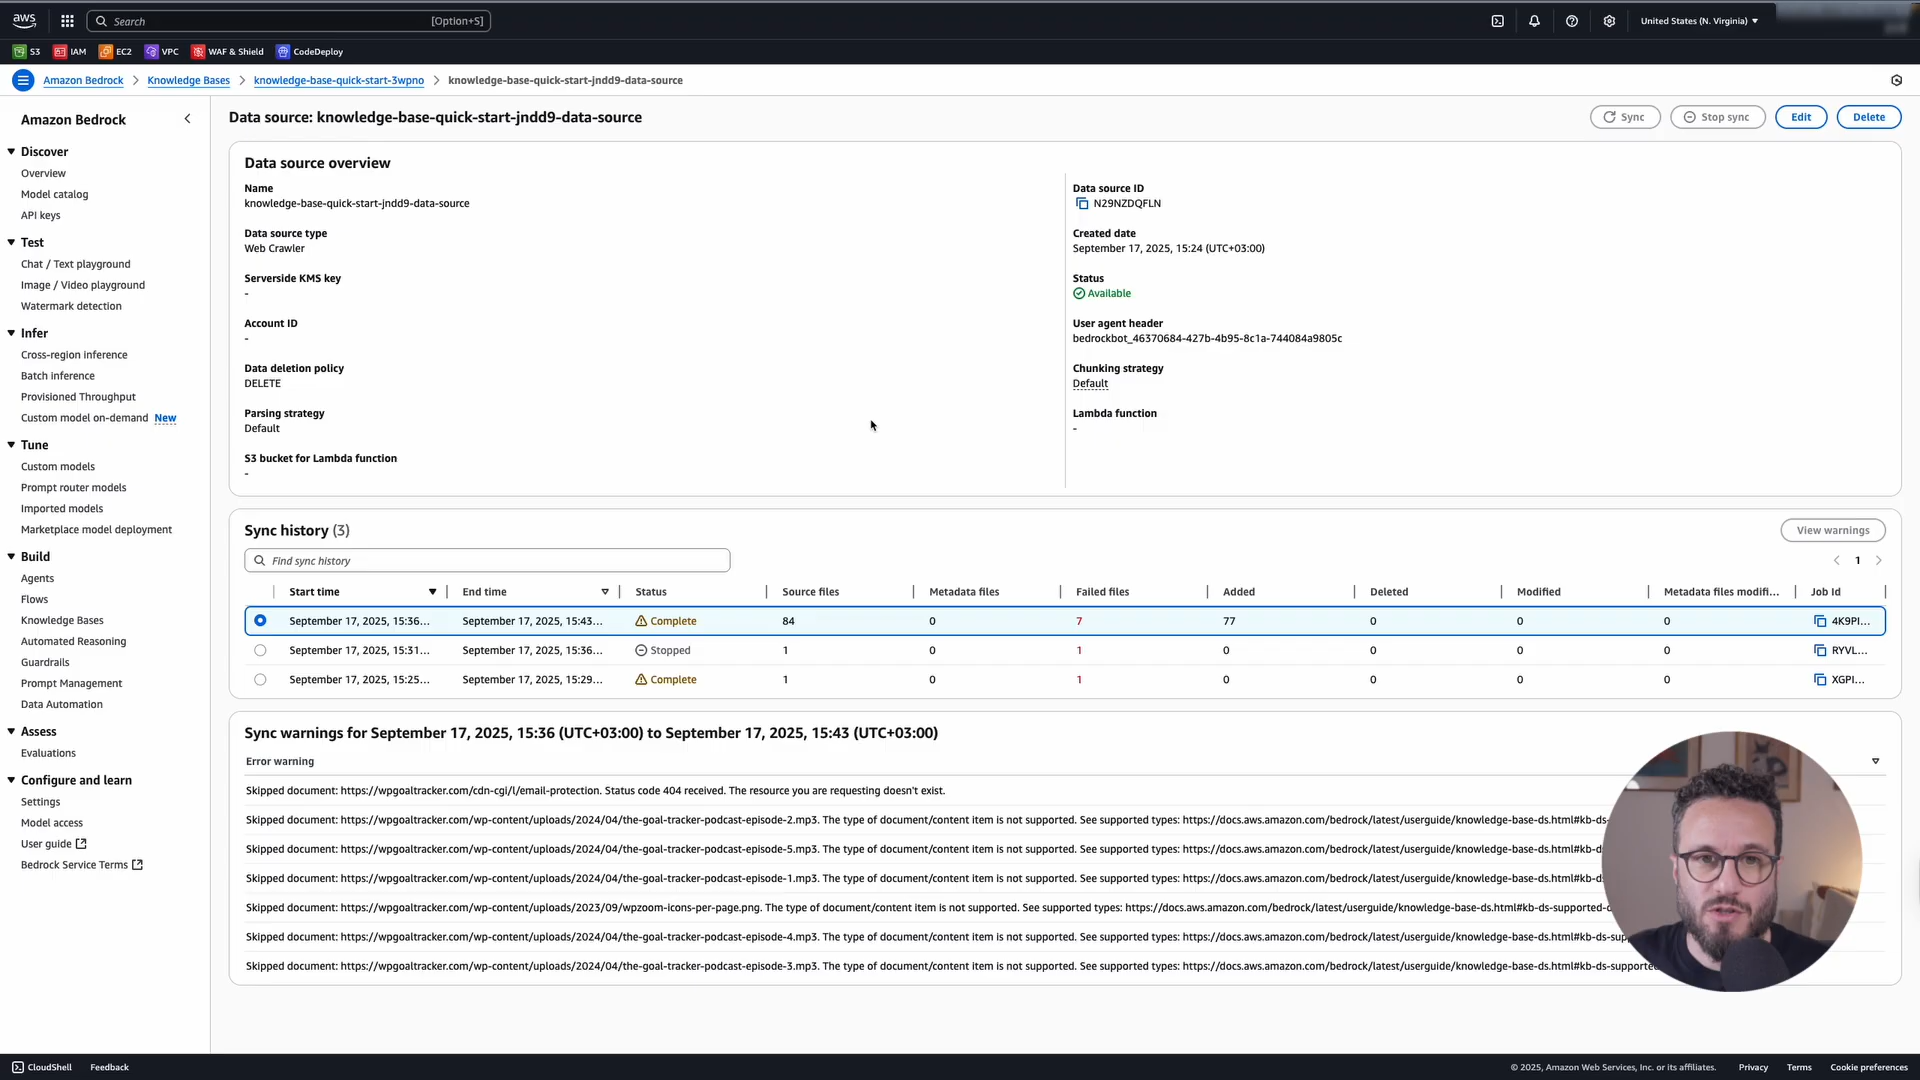 aws
Search [Option+S]
United States (N. Virginia)
S3 IAM EC2 VPC WAF & Shield CodeDeploy
Amazon Bedrock > Knowledge Bases > knowledge-base-quick-start-3wpno > knowledge-base-quick-start-jndd9-data-source
Amazon Bedrock
Discover
Overview
Model catalog
API keys
Test
Chat / Text playground
Image / Video playground
Watermark detection
Infer
Cross-region inference
Batch inference
Provisioned Throughput
Custom model on-demand New
Tune
Custom models
Prompt router models
Imported models
Marketplace model deployment
Build
Agents
Flows
Knowledge Bases
Automated Reasoning
Guardrails
Prompt Management
Data Automation
Assess
Evaluations
Configure and learn
Settings
Model access
User guide
Bedrock Service Terms
Data source: knowledge-base-quick-start-jndd9-data-source
Sync Stop sync Edit Delete
Data source overview
Name
knowledge-base-quick-start-jndd9-data-source
Data source type
Web Crawler
Serverside KMS key
-
Account ID
-
Data deletion policy
DELETE
Parsing strategy
Default
S3 bucket for Lambda function
-
Data source ID
N29NZDQFLN
Created date
September 17, 2025, 15:24 (UTC+03:00)
Status
Available
User agent header
bedrockbot_46370684-427b-4b95-8c1a-744084a9805c
Chunking strategy
Default
Lambda function
-
Sync history (3)
View warnings
Find sync history
1
Start time End time Status Source files Metadata files Failed files Added Deleted Modified Metadata files modifi... Job Id
September 17, 2025, 15:36... September 17, 2025, 15:43... Complete 84 0 7 77 0 0 0 4K9PI...
September 17, 2025, 15:31... September 17, 2025, 15:36... Stopped 1 0 1 0 0 0 0 RYVL...
September 17, 2025, 15:25... September 17, 2025, 15:29... Complete 1 0 1 0 0 0 0 XGPI...
Sync warnings for September 17, 2025, 15:36 (UTC+03:00) to September 17, 2025, 15:43 (UTC+03:00)
Error warning
Skipped document: https://wpgoaltracker.com/cdn-cgi/l/email-protection. Status code 404 received. The resource you are requesting doesn't exist.
Skipped document: https://wpgoaltracker.com/wp-content/uploads/2024/04/the-goal-tracker-podcast-episode-2.mp3. The type of document/content item is not supported. See supported types: https://docs.aws.amazon.com/bedrock/latest/userguide/knowledge-base-ds.html#kb-ds-
Skipped document: https://wpgoaltracker.com/wp-content/uploads/2024/04/the-goal-tracker-podcast-episode-5.mp3. The type of document/content item is not supported. See supported types: https://docs.aws.amazon.com/bedrock/latest/userguide/knowledge-base-ds.html#kb-d
Skipped document: https://wpgoaltracker.com/wp-content/uploads/2024/04/the-goal-tracker-podcast-episode-1.mp3. The type of document/content item is not supported. See supported types: https://docs.aws.amazon.com/bedrock/latest/userguide/knowledge-base-ds.html#kb-d
Skipped document: https://wpgoaltracker.com/wp-content/uploads/2023/09/wpzoom-icons-per-page.png. The type of document/content item is not supported. See supported types: https://docs.aws.amazon.com/bedrock/latest/userguide/knowledge-base-ds.html#kb-ds-supported-
Skipped document: https://wpgoaltracker.com/wp-content/uploads/2024/04/the-goal-tracker-podcast-episode-4.mp3. The type of document/content item is not supported. See supported types: https://docs.aws.amazon.com/bedrock/latest/userguide/knowledge-base-ds.html#kb-ds-sup
Skipped document: https://wpgoaltracker.com/wp-content/uploads/2024/04/the-goal-tracker-podcast-episode-3.mp3. The type of document/content item is not supported. See supported types: https://docs.aws.amazon.com/bedrock/latest/userguide/knowledge-base-ds.html#kb-ds-supporte
CloudShell Feedback © 2025, Amazon Web Services, Inc. or its affiliates. Privacy Terms Cookie preferences